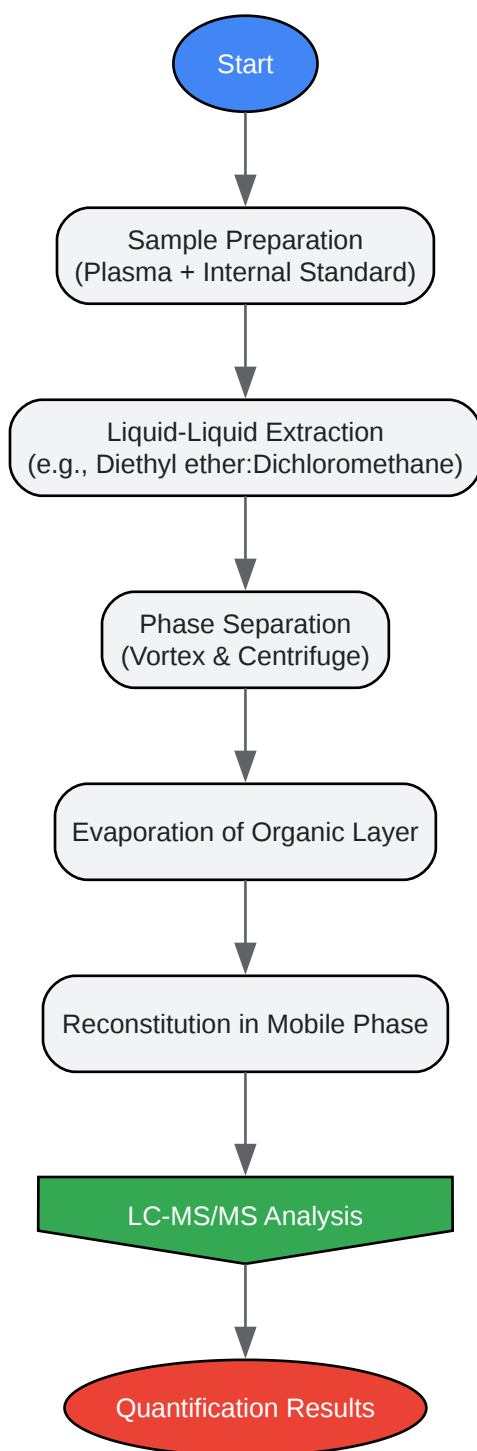 Start
Sample Preparation
(Plasma + Internal Standard)
Liquid-Liquid Extraction
(e.g., Diethyl ether:Dichloromethane)
Phase Separation
(Vortex & Centrifuge)
Evaporation of Organic Layer
Reconstitution in Mobile Phase
LC-MS/MS Analysis
Quantification Results